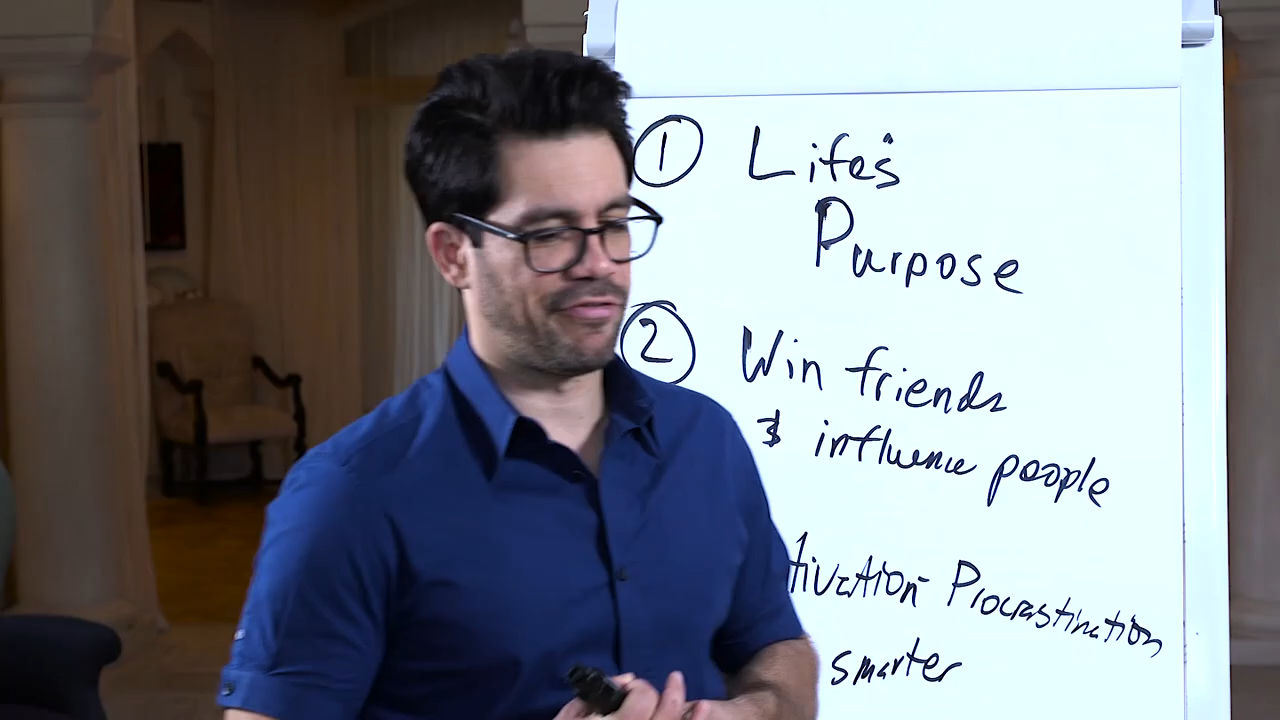 1 Life's
Purpose
2 Win friends
& influence people
tivation Procrastination
smarter